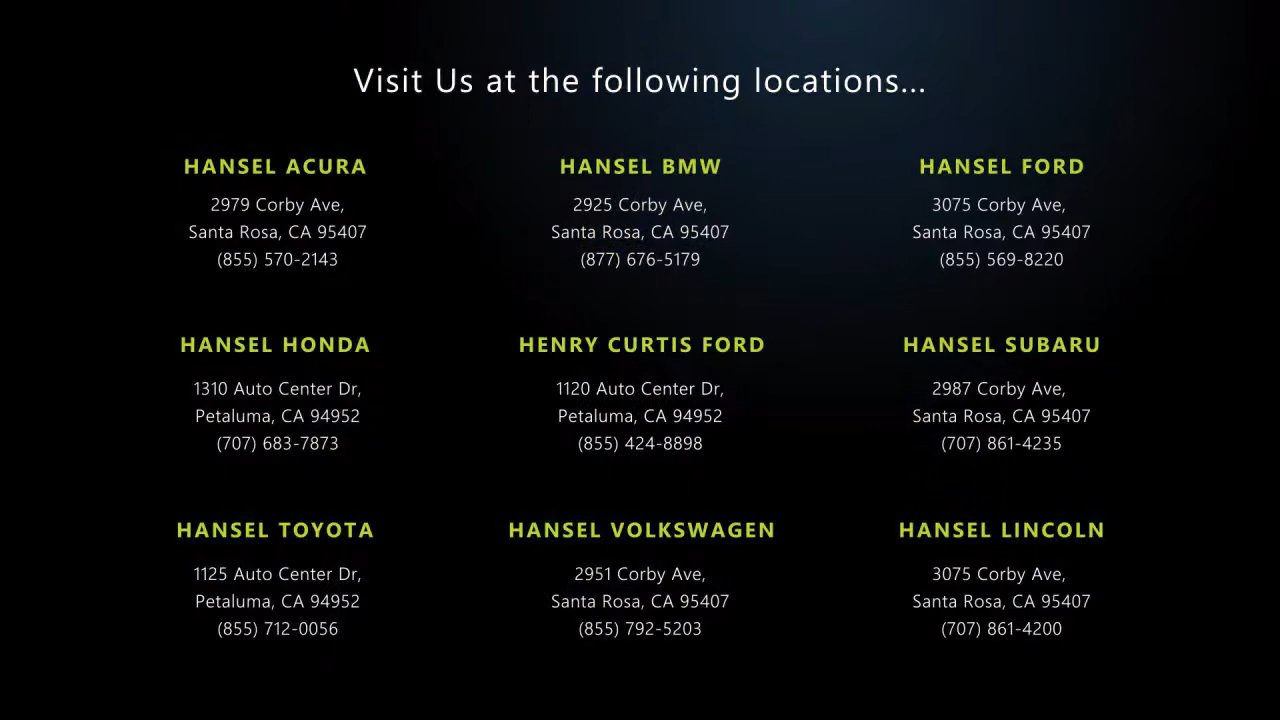 Visit Us at the following locations...
HANSEL ACURA
2979 Corby Ave,
Santa Rosa, CA 95407
(855) 570-2143
HANSEL BMW
2925 Corby Ave,
Santa Rosa, CA 95407
(877) 676-5179
HANSEL FORD
3075 Corby Ave,
Santa Rosa, CA 95407
(855) 569-8220
HANSEL HONDA
1310 Auto Center Dr,
Petaluma, CA 94952
(707) 683-7873
HENRY CURTIS FORD
1120 Auto Center Dr,
Petaluma, CA 94952
(855) 424-8898
HANSEL SUBARU
2987 Corby Ave,
Santa Rosa, CA 95407
(707) 861-4235
HANSEL TOYOTA
1125 Auto Center Dr,
Petaluma, CA 94952
(855) 712-0056
HANSEL VOLKSWAGEN
2951 Corby Ave,
Santa Rosa, CA 95407
(855) 792-5203
HANSEL LINCOLN
3075 Corby Ave,
Santa Rosa, CA 95407
(707) 861-4200